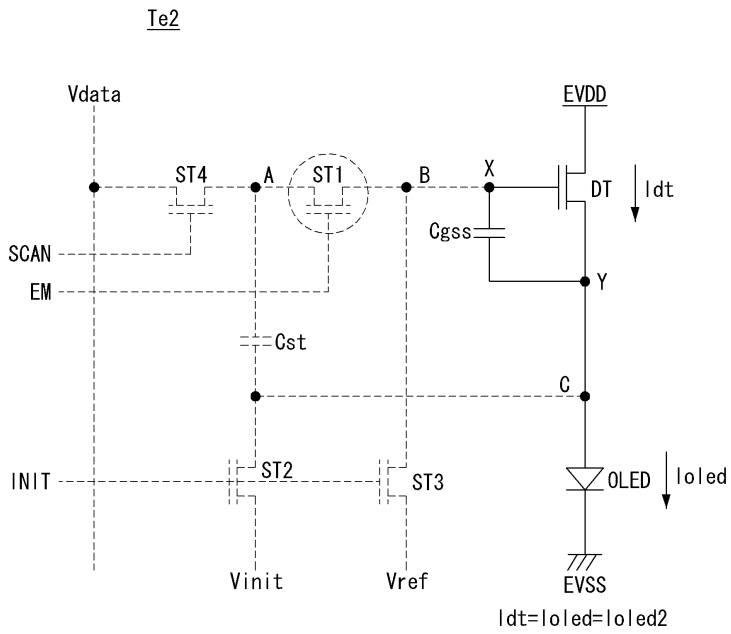 Te2
Vdata
EVDD
ST4
A
ST1
B
X
DT
Idt
Cgss
SCAN
EM
Y
Cst
C
INIT
ST2
ST3
OLED
Ioled
Vinit
Vref
EVSS
Idt=Ioled=Ioled2